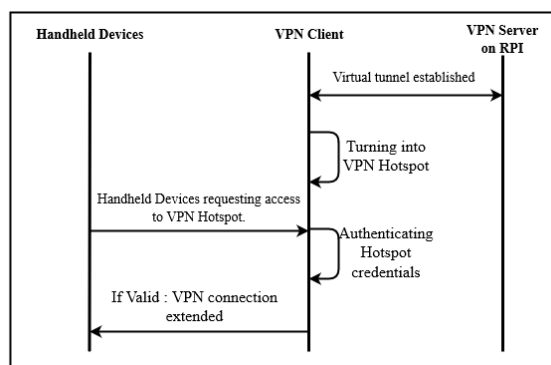 Handheld Devices
VPN Client
VPN Server
on RPI
Virtual tunnel established
Turning into
VPN Hotspot
Handheld Devices requesting access
to VPN Hotspot.
Authenticating
Hotspot
credentials
If Valid : VPN connection
extended